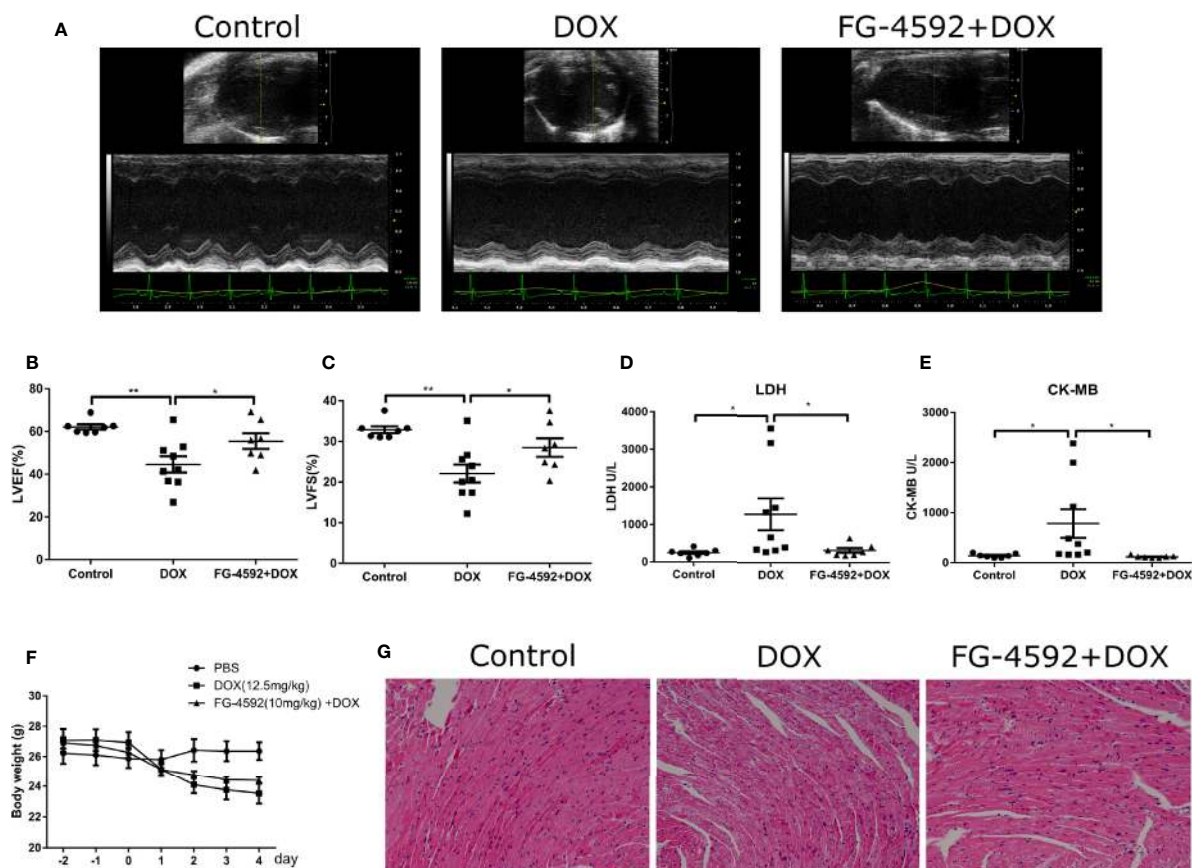 A
Control
DOX
FG-4592+DOX
B
**
*
LVEF(%)
80
60
40
20
0
Control
DOX
FG-4592+DOX
C
**
*
LVFS(%)
40
30
20
10
0
Control
DOX
FG-4592+DOX
D
LDH
*
*
LDH U/L
4000
3000
2000
1000
0
Control
DOX
FG-4592+DOX
E
CK-MB
*
*
CK-MB U/L
3000
2000
1000
0
Control
DOX
FG-4592+DOX
F
PBS
DOX(12.5mg/kg)
FG-4592(10mg/kg) +DOX
Body weight (g)
30
28
26
24
22
20
-2 -1 0 1 2 3 4 day
G
Control
DOX
FG-4592+DOX